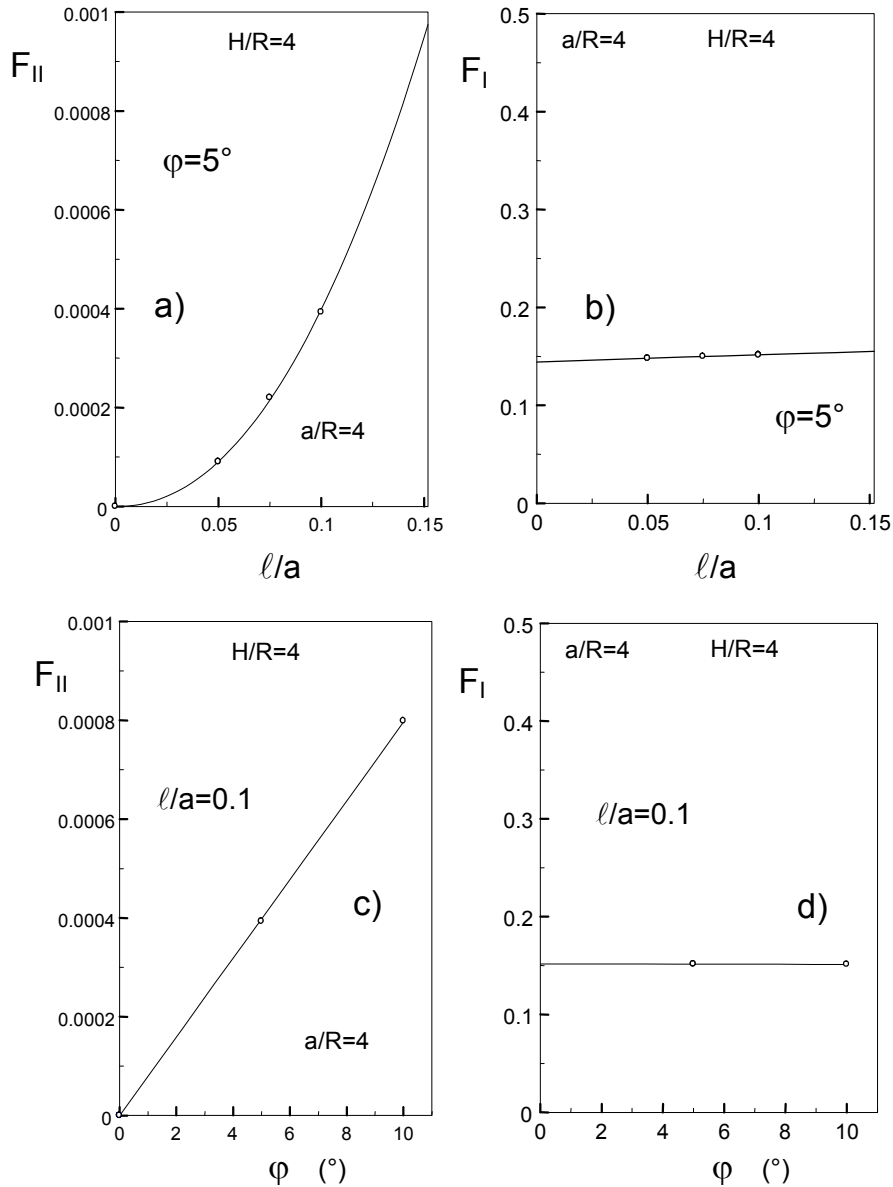 0.001
H/R=4
F_II
0.0008
φ=5°
0.0006
a)
0.0004
0.0002
a/R=4
0
0
0.05
0.1
0.15
ℓ/a
0.5
a/R=4
H/R=4
F_I
0.4
0.3
b)
0.2
0.1
φ=5°
0
0
0.05
0.1
0.15
ℓ/a
0.001
H/R=4
F_II
0.0008
ℓ/a=0.1
0.0006
c)
0.0004
0.0002
a/R=4
0
0
2
4
6
8
10
φ (°)
0.5
a/R=4
H/R=4
F_I
0.4
0.3
ℓ/a=0.1
d)
0.2
0.1
0
0
2
4
6
8
10
φ (°)